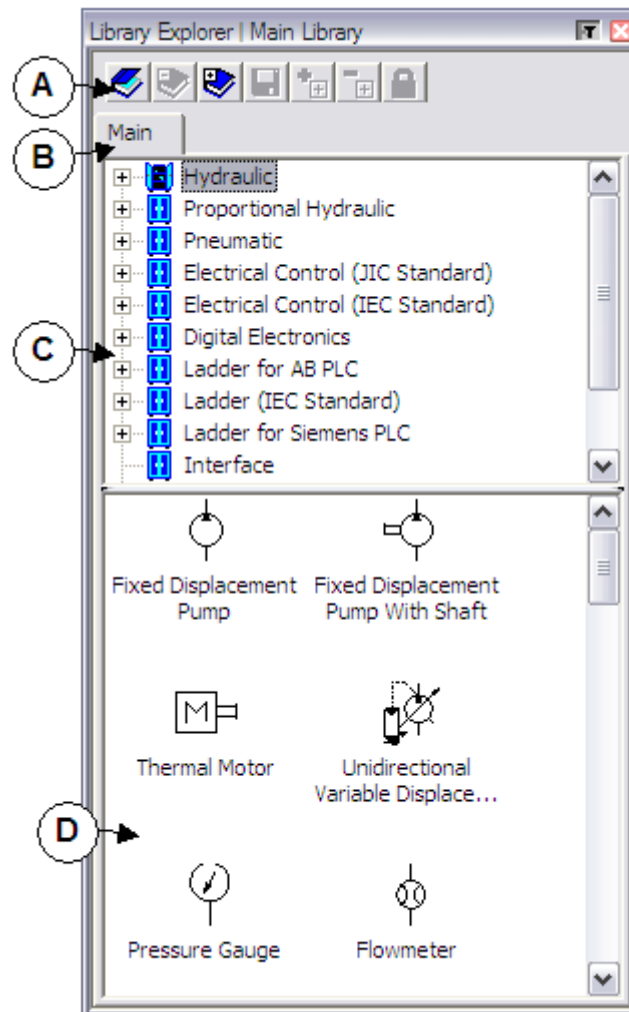 Library Explorer | Main Library
A
Main
B
Hydraulic
Proportional Hydraulic
Pneumatic
Electrical Control (JIC Standard)
Electrical Control (IEC Standard)
Digital Electronics
C
Ladder for AB PLC
Ladder (IEC Standard)
Ladder for Siemens PLC
Interface
Fixed Displacement
Pump
Fixed Displacement
Pump With Shaft
M
Thermal Motor
Unidirectional
Variable Displace...
D
Pressure Gauge
Flowmeter